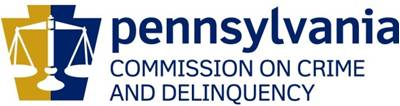 pennsylvania
COMMISSION ON CRIME
AND DELINQUENCY